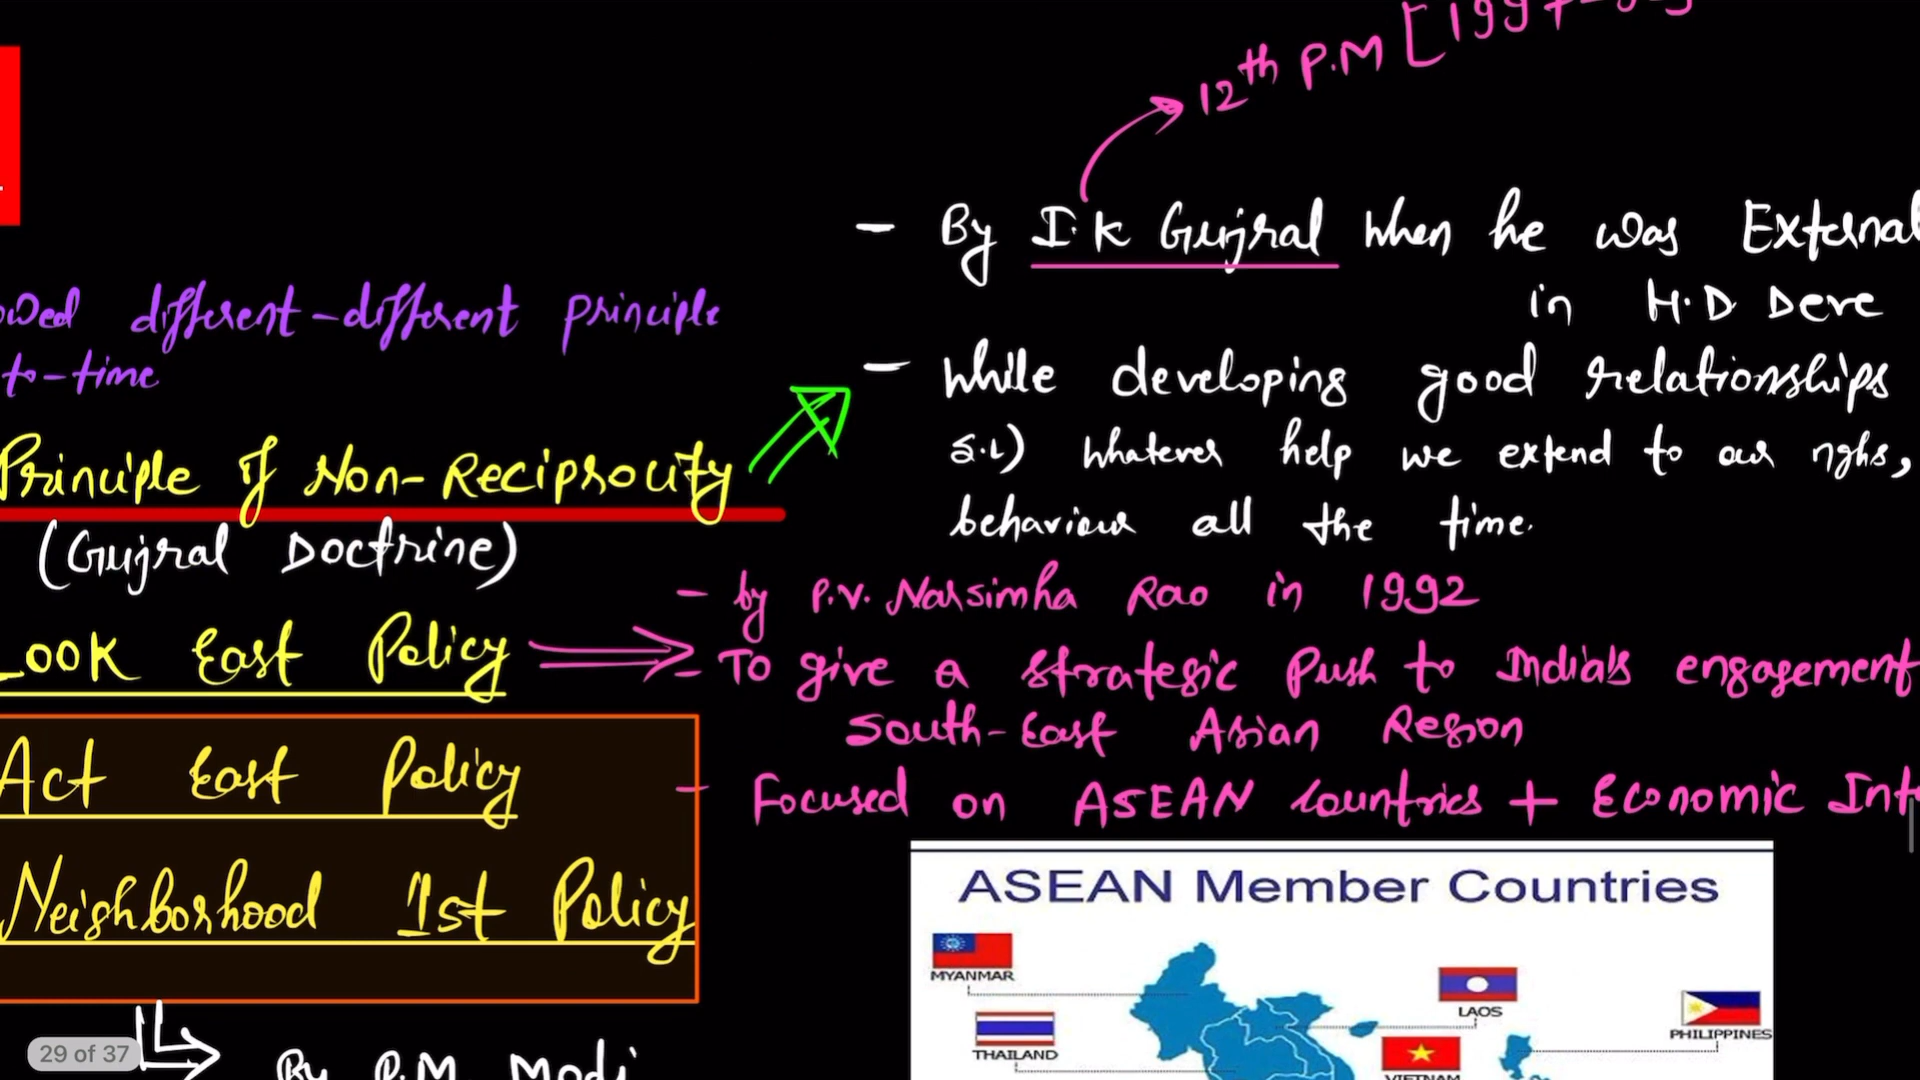 12th P.M [1997-98]
- By I.K Gujral when he was External
in H.D Deve
owed different-different principle
to-time
- While developing good relationships
s.t) whatever help we extend to our nghs,
behaviour all the time.
Principle of Non-Reciprocity
(Gujral Doctrine)
- by P.V. Narsimha Rao in 1992
Look East Policy
- To give a strategic Push to India's engagement
South-East Asian Region
Act East Policy
- Focused on ASEAN Countries + Economic Int
Neighborhood 1st Policy
ASEAN Member Countries
MYANMAR
LAOS
PHILIPPINES
THAILAND
VIETNAM
29 of 37
By P.M Modi